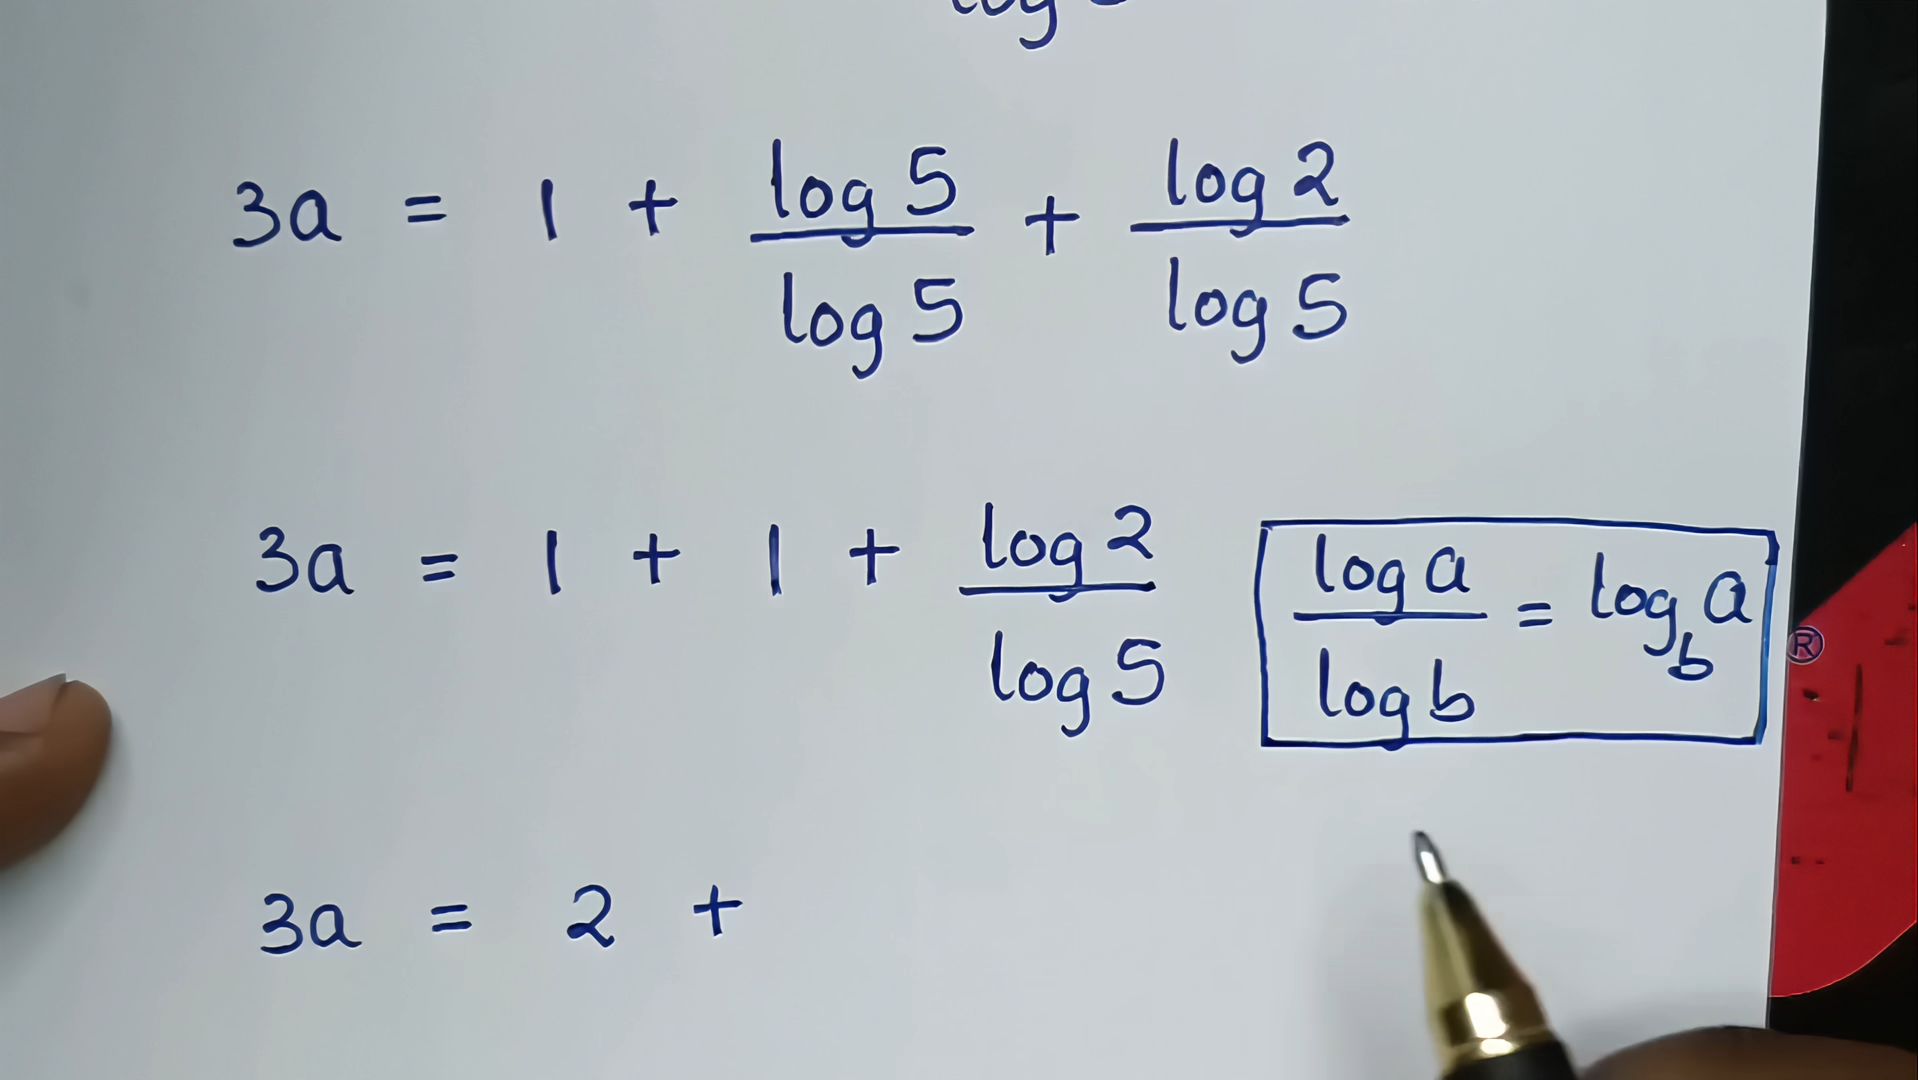 log
3a = 1 + log 5 / log 5 + log 2 / log 5
3a = 1 + 1 + log 2 / log 5
log a / log b = log_b a
®
3a = 2 +